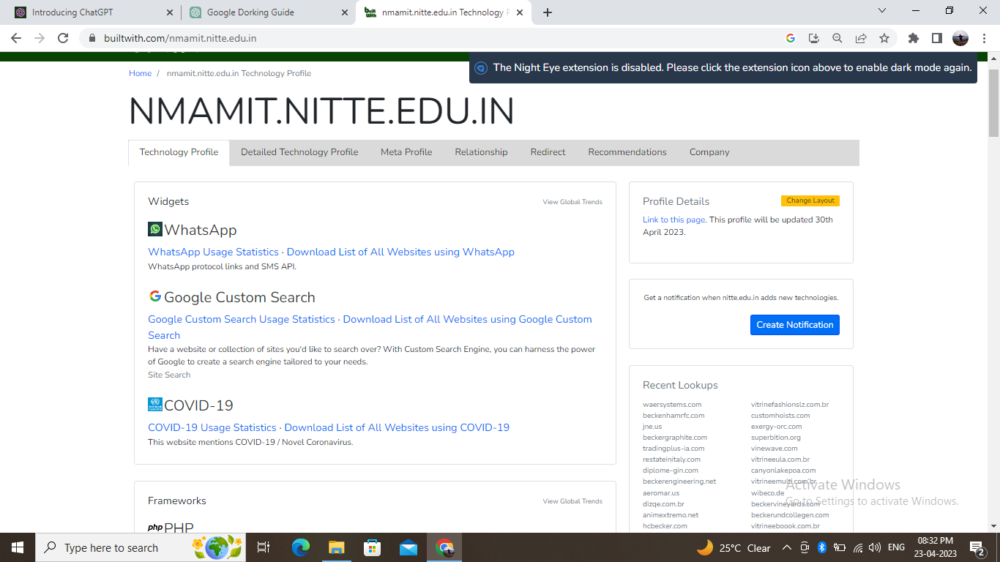 Introducing ChatGPT
Google Dorking Guide
built with
nmamit.nitte.edu.in Technology P
builtwith.com/nmamit.nitte.edu.in
The Night Eye extension is disabled. Please click the extension icon above to enable dark mode again.
Home / nmamit.nitte.edu.in Technology Profile
NMAMIT.NITTE.EDU.IN
Technology Profile Detailed Technology Profile Meta Profile Relationship Redirect Recommendations Company
Widgets
View Global Trends
WhatsApp
WhatsApp Usage Statistics · Download List of All Websites using WhatsApp
WhatsApp protocol links and SMS API.
Google Custom Search
Google Custom Search Usage Statistics · Download List of All Websites using Google Custom
Search
Have a website or collection of sites you'd like to search over? With Custom Search Engine, you can harness the power
of Google to create a search engine tailored to your needs.
Site Search
COVID-19
COVID-19 Usage Statistics · Download List of All Websites using COVID-19
This website mentions COVID-19 / Novel Coronavirus.
Frameworks
View Global Trends
php PHP
Profile Details
Change Layout
Link to this page. This profile will be updated 30th
April 2023.
Get a notification when nitte.edu.in adds new technologies.
Create Notification
Recent Lookups
waersystems.com
beckenhamrfc.com
jne.us
beckergraphite.com
tradingplus-ia.com
restateinitaly.com
diplome-gin.com
beckerengineering.net
aeromar.us
dizqe.com.br
animextremo.net
hcbecker.com
vitrinefashionslz.com.br
customhoists.com
exergy-orc.com
superbition.org
vinewave.com
vitrineeula.com.br
canyonlakepoa.com
vitrineemulti.com.br
wibeco.de
beckervineyards.com
beckerundcollegen.com
vitrineeboook.com.br
Activate Windows
Go to Settings to activate Windows.
Type here to search
25°C Clear
ENG
08:32 PM
23-04-2023
2